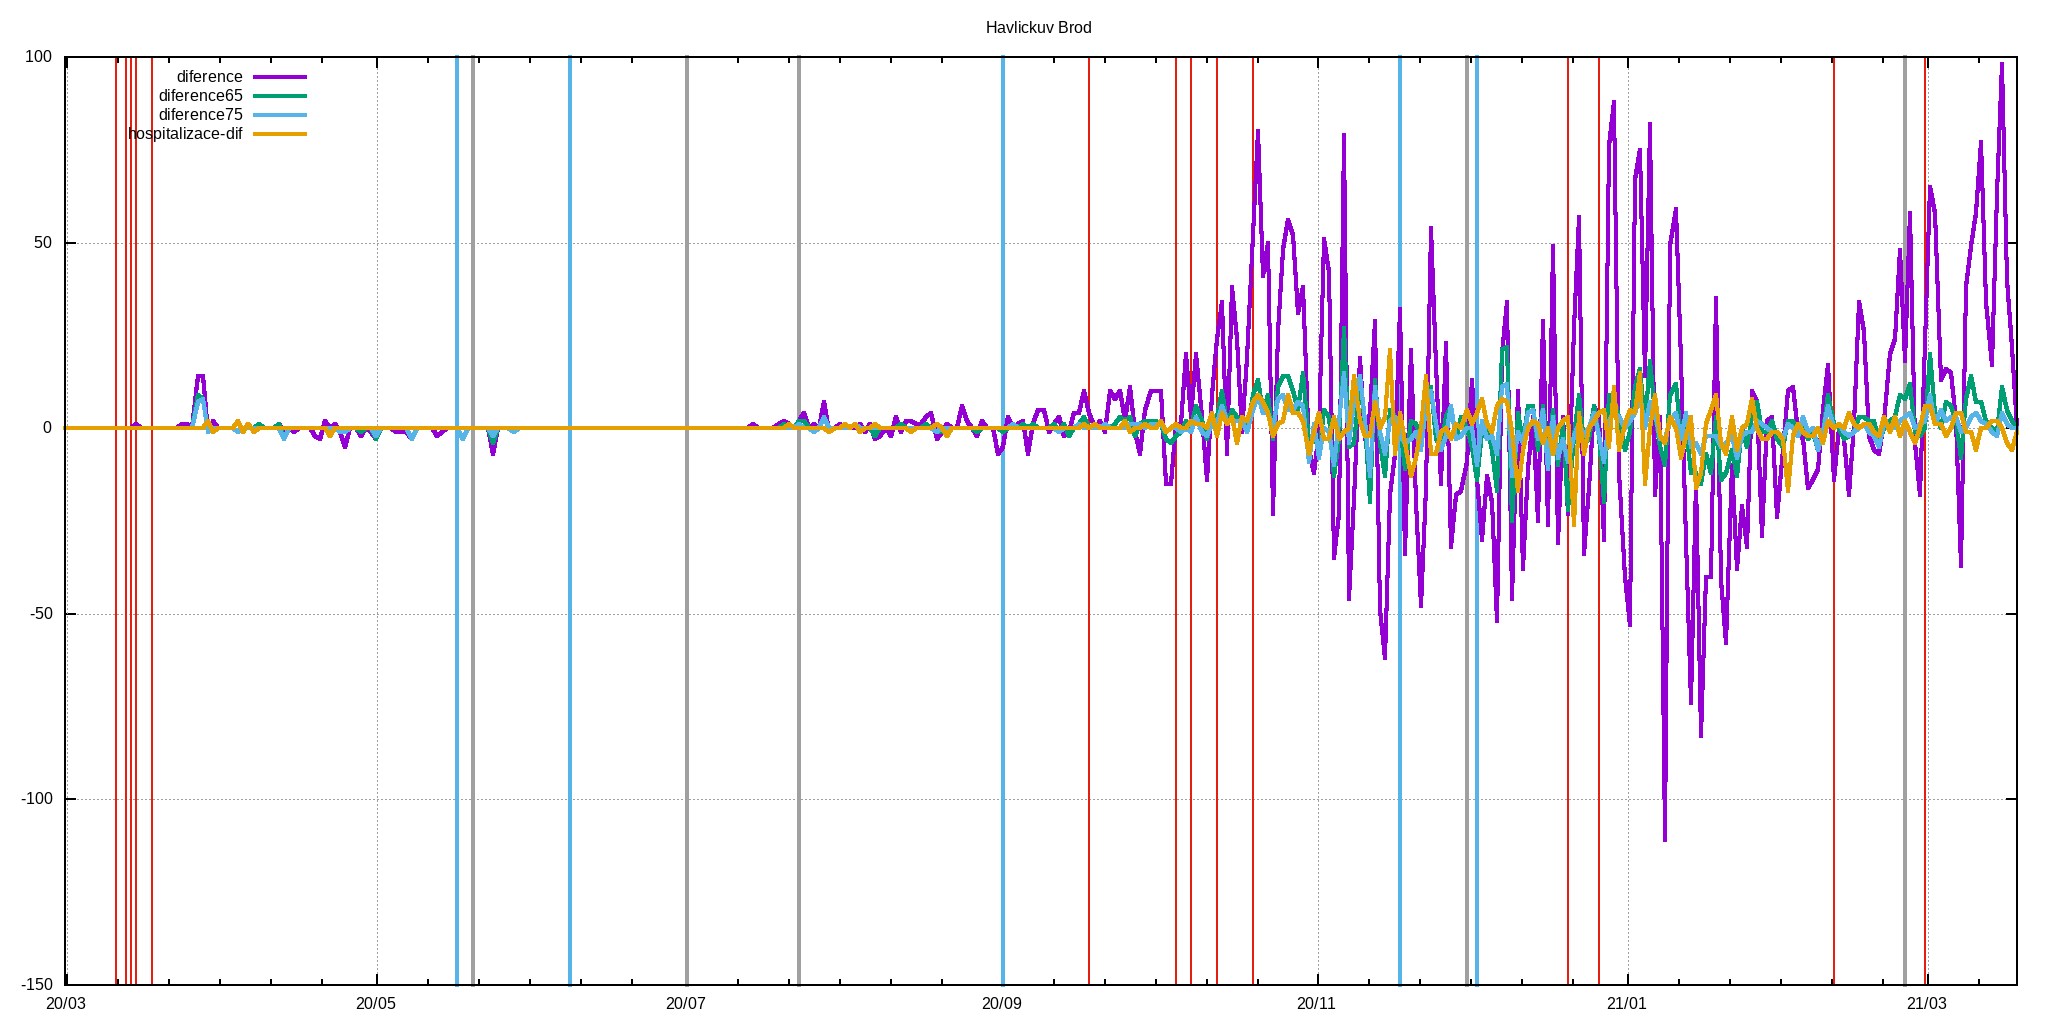 Havlickuv Brod
100
diference
diference65
diference75
hospitalizace-dif
50
0
-50
-100
-150
20/03 20/05 20/07 20/09 20/11 21/01 21/03